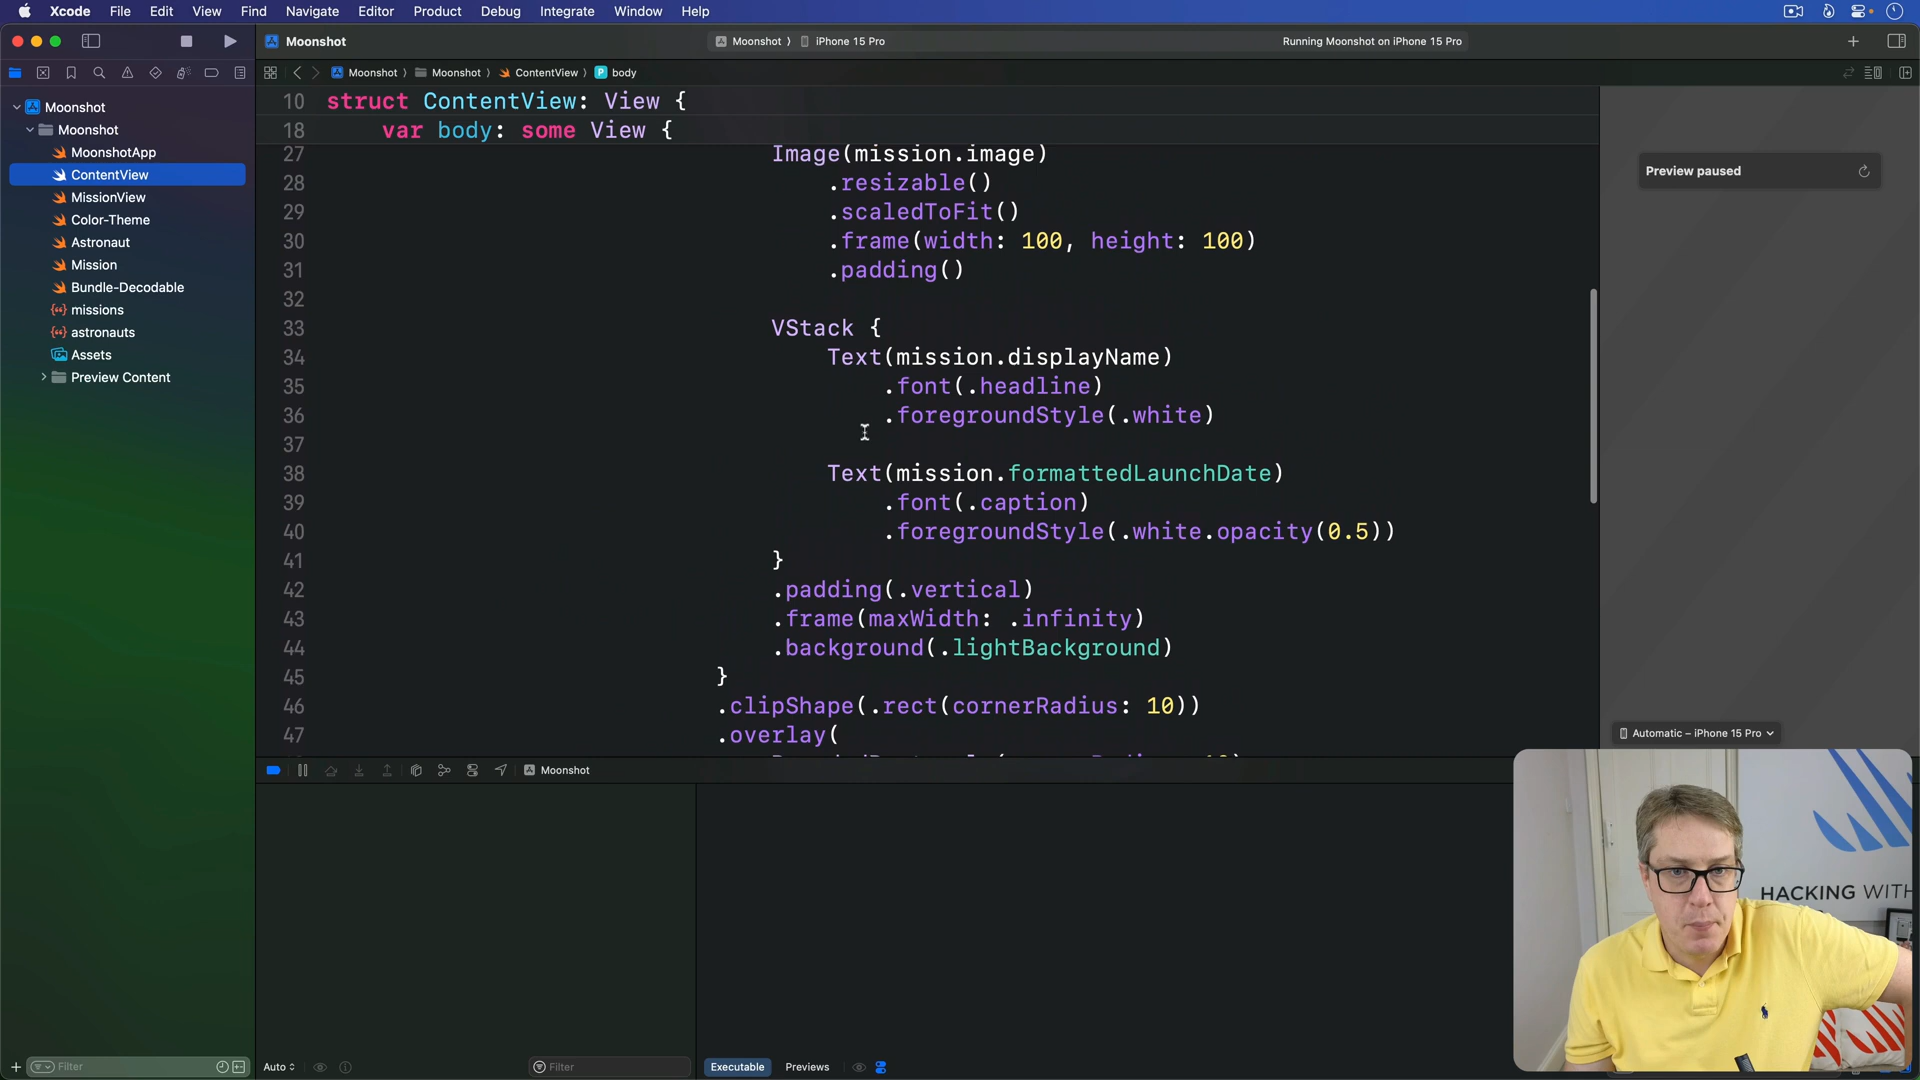 Xcode File Edit View Find Navigate Editor Product Debug Integrate Window Help
Moonshot
Moonshot 〉 iPhone 15 Pro
Running Moonshot on iPhone 15 Pro
Moonshot 〉 Moonshot 〉 ContentView 〉 P body
Moonshot
Moonshot
MoonshotApp
ContentView
MissionView
Color-Theme
Astronaut
Mission
Bundle-Decodable
missions
astronauts
Assets
Preview Content
10 struct ContentView: View {
18 var body: some View {
27 Image(mission.image)
28 .resizable()
29 .scaledToFit()
30 .frame(width: 100, height: 100)
31 .padding()
32
33 VStack {
34 Text(mission.displayName)
35 .font(.headline)
36 .foregroundStyle(.white)
37
38 Text(mission.formattedLaunchDate)
39 .font(.caption)
40 .foregroundStyle(.white.opacity(0.5))
41 }
42 .padding(.vertical)
43 .frame(maxWidth: .infinity)
44 .background(.lightBackground)
45 }
46 .clipShape(.rect(cornerRadius: 10))
47 .overlay(
Preview paused
Automatic – iPhone 15 Pro
Moonshot
HACKING WITH
Filter
Auto
Filter
Executable Previews